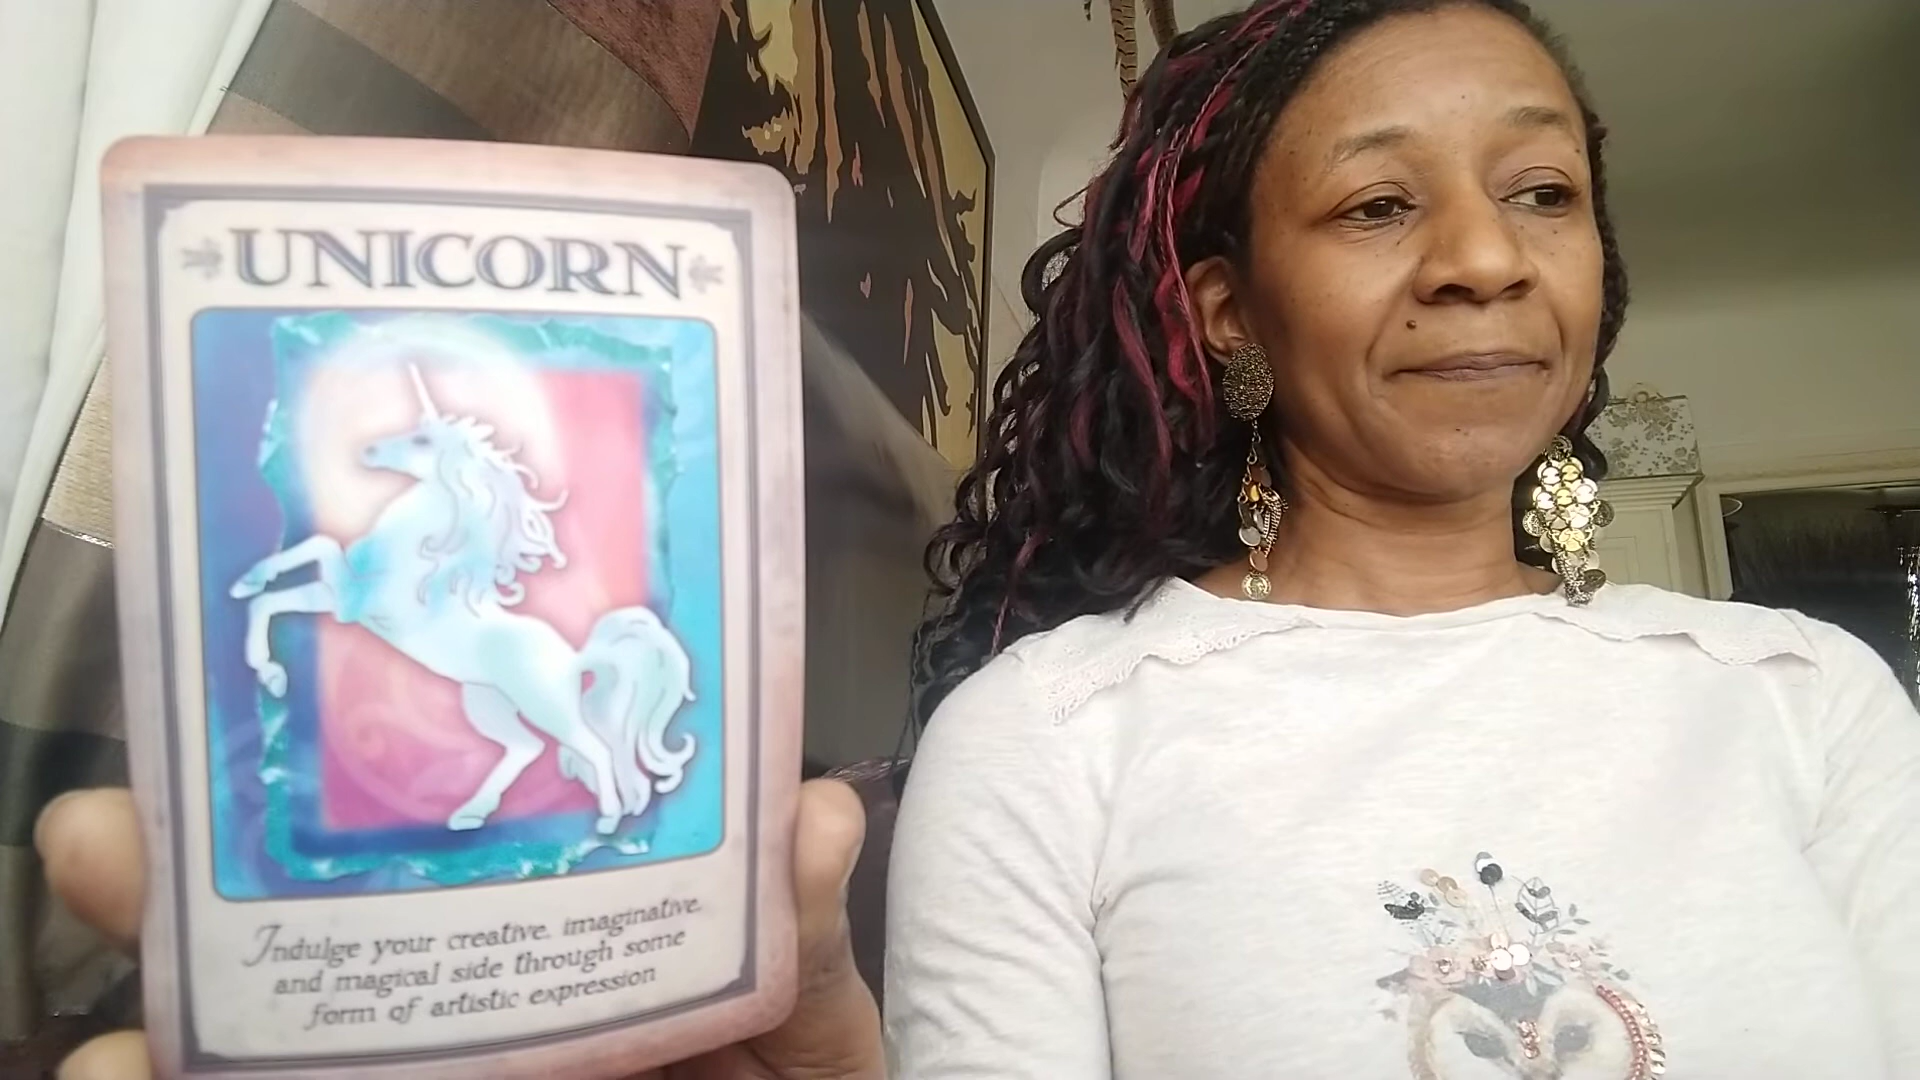 UNICORN
Indulge your creative, imaginative,
and magical side through some
form of artistic expression